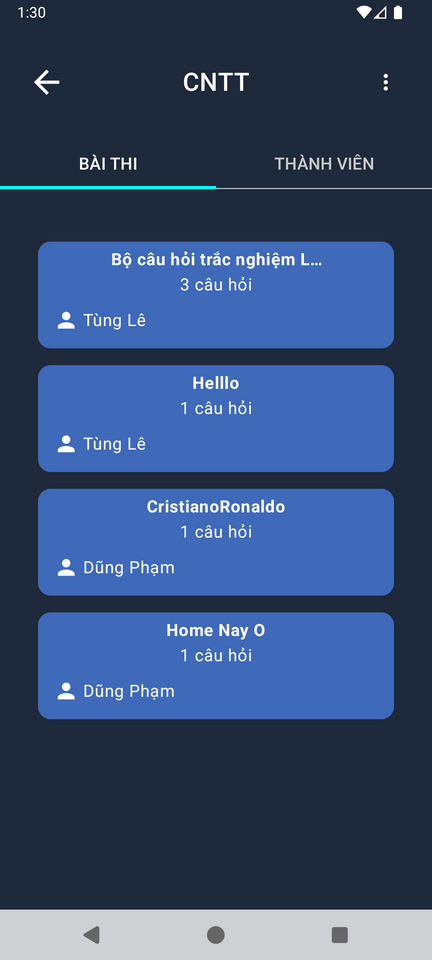 1:30
CNTT
BÀI THI
THÀNH VIÊN
Bộ câu hỏi trắc nghiệm L…
3 câu hỏi
Tùng Lê
Helllo
1 câu hỏi
Tùng Lê
CristianoRonaldo
1 câu hỏi
Dũng Phạm
Home Nay O
1 câu hỏi
Dũng Phạm